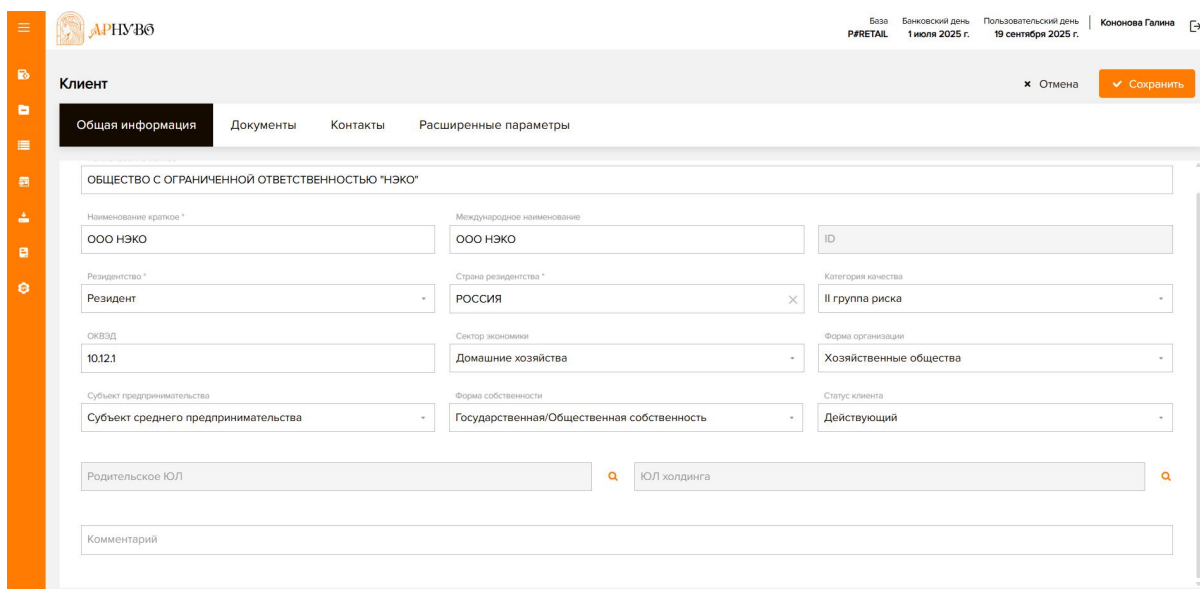 АРНУВО
База Банковский день Пользовательский день Кононова Галина
P#RETAIL 1 июля 2025 г. 19 сентября 2025 г.
Клиент
Отмена Сохранить
Общая информация Документы Контакты Расширенные параметры
ОБЩЕСТВО С ОГРАНИЧЕННОЙ ОТВЕТСТВЕННОСТЬЮ "НЭКО"
Наименование краткое * Международное наименование
ООО НЭКО ООО НЭКО ID
Резидентство * Страна резидентства * Категория качества
Резидент РОССИЯ II группа риска
ОКВЭД Сектор экономики Форма организации
10.12.1 Домашние хозяйства Хозяйственные общества
Субъект предпринимательства Форма собственности Статус клиента
Субъект среднего предпринимательства Государственная/Общественная собственность Действующий
Родительское ЮЛ ЮЛ холдинга
Комментарий